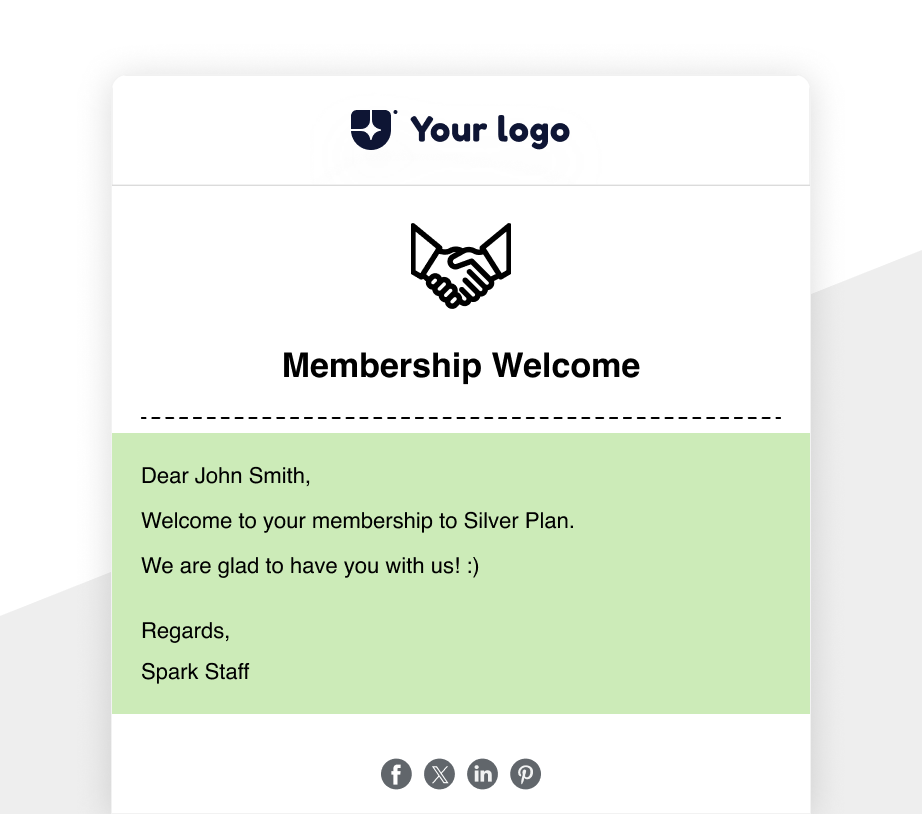 Your logo
Membership Welcome
Dear John Smith,
Welcome to your membership to Silver Plan.
We are glad to have you with us! :)
Regards,
Spark Staff